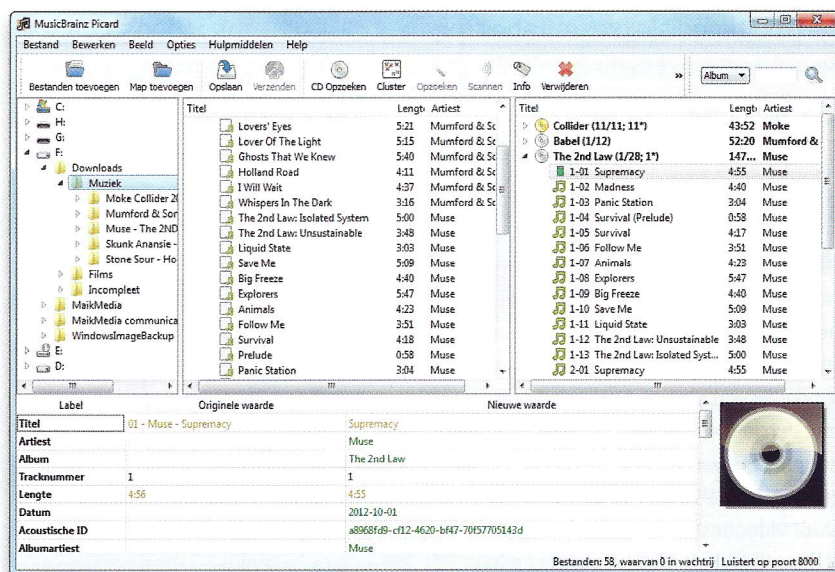 MusicBrainz Picard
Bestand Bewerken Beeld Opties Hulpmiddelen Help
Bestanden toevoegen Map toevoegen Opslaan Verzenden CD Opzoeken Cluster Opzoeken Scannen Info Verwijderen » Album
C:
H:
G:
F:
Downloads
Muziek
Moke Collider 20
Mumford & Son
Muse - The 2ND
Skunk Anansie -
Stone Sour - Ho
Films
Incompleet
MaikMedia
MaikMedia communica
WindowsImageBackup
E:
D:
Titel Lengt Artiest
Lovers' Eyes 5:21 Mumford & Sc
Lover Of The Light 5:15 Mumford & Sc
Ghosts That We Knew 5:40 Mumford & Sc
Holland Road 4:11 Mumford & Sc
I Will Wait 4:37 Mumford & Sc
Whispers In The Dark 3:16 Mumford & Sc
The 2nd Law: Isolated System 5:00 Muse
The 2nd Law: Unsustainable 3:48 Muse
Liquid State 3:03 Muse
Save Me 5:09 Muse
Big Freeze 4:40 Muse
Explorers 5:47 Muse
Animals 4:23 Muse
Follow Me 3:51 Muse
Survival 4:18 Muse
Prelude 0:58 Muse
Panic Station 3:04 Muse
Titel Lengt Artiest
Collider (11/11; 11*) 43:52 Moke
Babel (1/12) 52:20 Mumford &
The 2nd Law (1/28; 1*) 147... Muse
1-01 Supremacy 4:55 Muse
1-02 Madness 4:40 Muse
1-03 Panic Station 3:04 Muse
1-04 Survival (Prelude) 0:58 Muse
1-05 Survival 4:17 Muse
1-06 Follow Me 3:51 Muse
1-07 Animals 4:23 Muse
1-08 Explorers 5:47 Muse
1-09 Big Freeze 4:40 Muse
1-10 Save Me 5:09 Muse
1-11 Liquid State 3:03 Muse
1-12 The 2nd Law: Unsustainable 3:48 Muse
1-13 The 2nd Law: Isolated Syst... 5:00 Muse
2-01 Supremacy 4:55 Muse
Label Originele waarde Nieuwe waarde
Titel 01 - Muse - Supremacy Supremacy
Artiest Muse
Album The 2nd Law
Tracknummer 1 1
Lengte 4:56 4:55
Datum 2012-10-01
Acoustische ID a8968fd9-cf12-4620-bf47-70f57705143d
Albumartiest Muse
Bestanden: 58, waarvan 0 in wachtrij Luistert op poort 8000